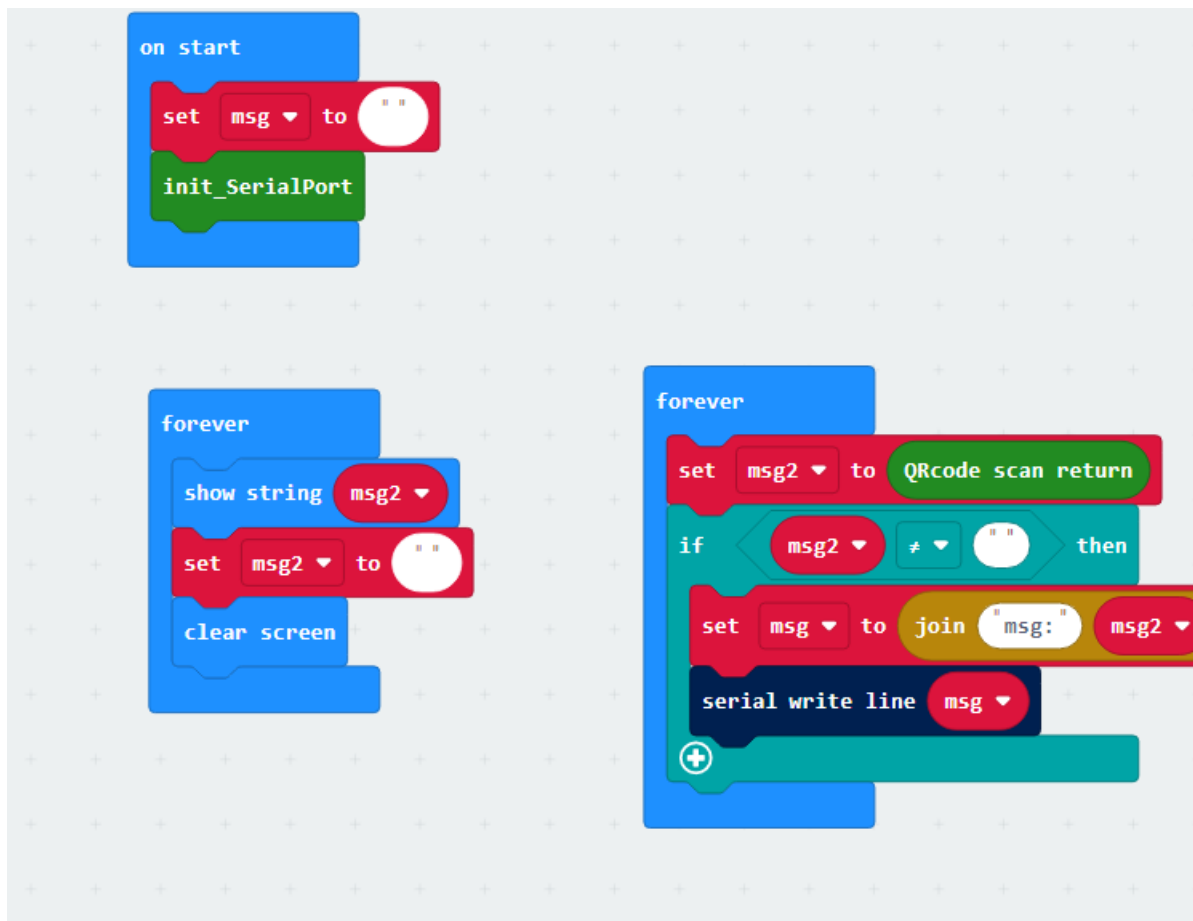 on start
set msg to " "
init_SerialPort
forever
show string msg2
set msg2 to " "
clear screen
forever
set msg2 to QRcode scan return
if msg2 ≠ " " then
set msg to join "msg:" msg2
serial write line msg